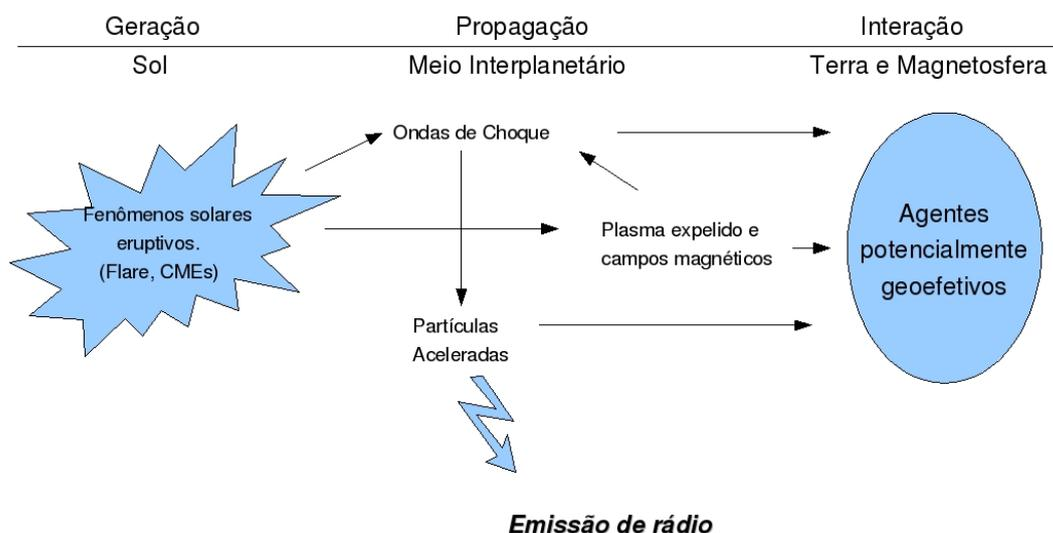 Geração
Propagação
Interação
Sol
Meio Interplanetário
Terra e Magnetosfera
Ondas de Choque
Fenômenos solares
eruptivos.
(Flare, CMEs)
Plasma expelido e
campos magnéticos
Agentes
potencialmente
geoefetivos
Partículas
Aceleradas
Emissão de rádio